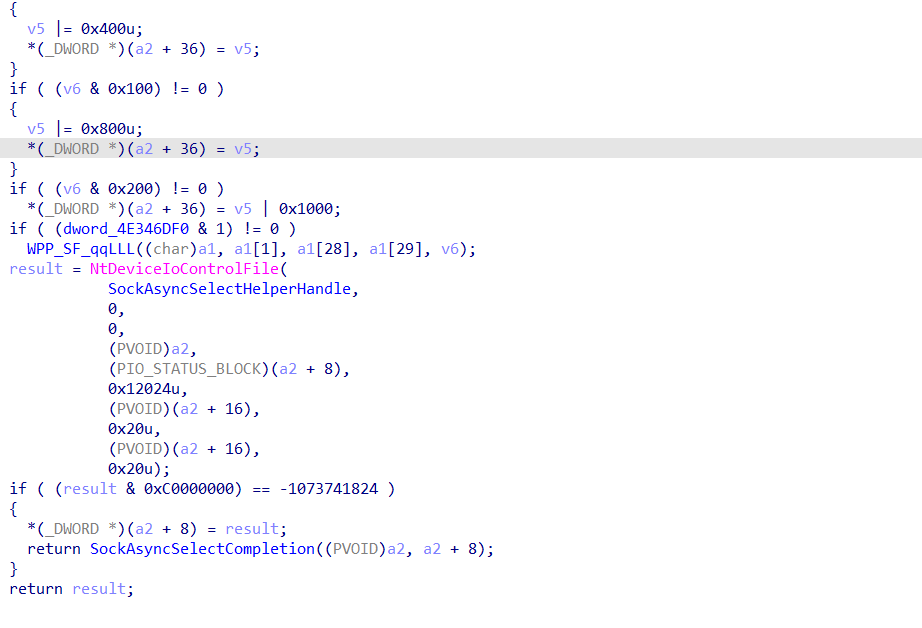 {
  v5 |= 0x400u;
  *(_DWORD *)(a2 + 36) = v5;
}
if ( (v6 & 0x100) != 0 )
{
  v5 |= 0x800u;
  *(_DWORD *)(a2 + 36) = v5;
}
if ( (v6 & 0x200) != 0 )
  *(_DWORD *)(a2 + 36) = v5 | 0x1000;
if ( (dword_4E346DF0 & 1) != 0 )
  WPP_SF_qqLLL((char)a1, a1[1], a1[28], a1[29], v6);
result = NtDeviceIoControlFile(
           SockAsyncSelectHelperHandle,
           0,
           0,
           (PVOID)a2,
           (PIO_STATUS_BLOCK)(a2 + 8),
           0x12024u,
           (PVOID)(a2 + 16),
           0x20u,
           (PVOID)(a2 + 16),
           0x20u);
if ( (result & 0xC0000000) == -1073741824 )
{
  *(_DWORD *)(a2 + 8) = result;
  return SockAsyncSelectCompletion((PVOID)a2, a2 + 8);
}
return result;